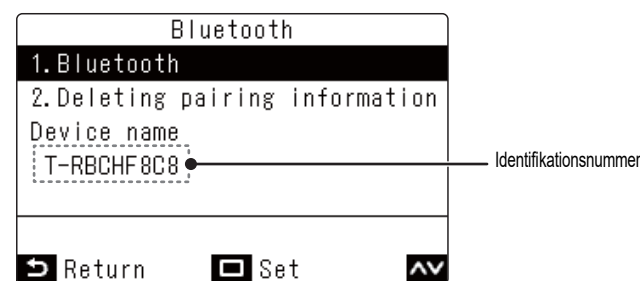 Bluetooth
1.Bluetooth
2.Deleting pairing information
Device name
T-RBCHF8C8
Identifikationsnummer
Return Set